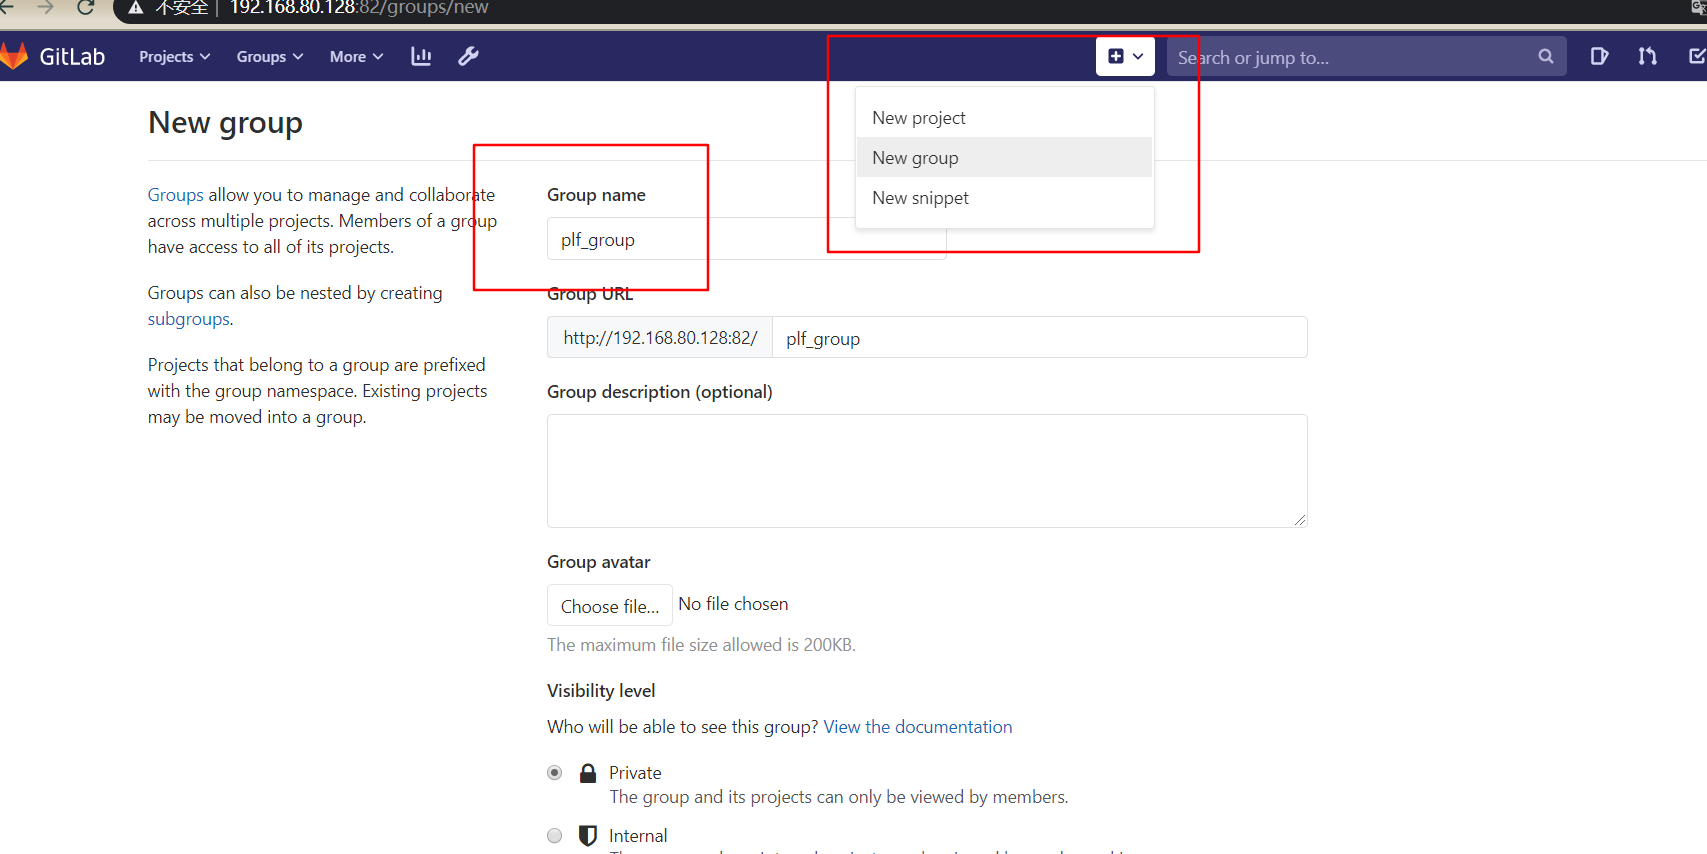 不安全 | 192.168.80.128:82/groups/new
GitLab Projects Groups More Search or jump to...
New project
New group
New snippet
New group
Groups allow you to manage and collaborate
across multiple projects. Members of a group
have access to all of its projects.
Groups can also be nested by creating
subgroups.
Projects that belong to a group are prefixed
with the group namespace. Existing projects
may be moved into a group.
Group name
plf_group
Group URL
http://192.168.80.128:82/ plf_group
Group description (optional)
Group avatar
Choose file... No file chosen
The maximum file size allowed is 200KB.
Visibility level
Who will be able to see this group? View the documentation
Private
The group and its projects can only be viewed by members.
Internal